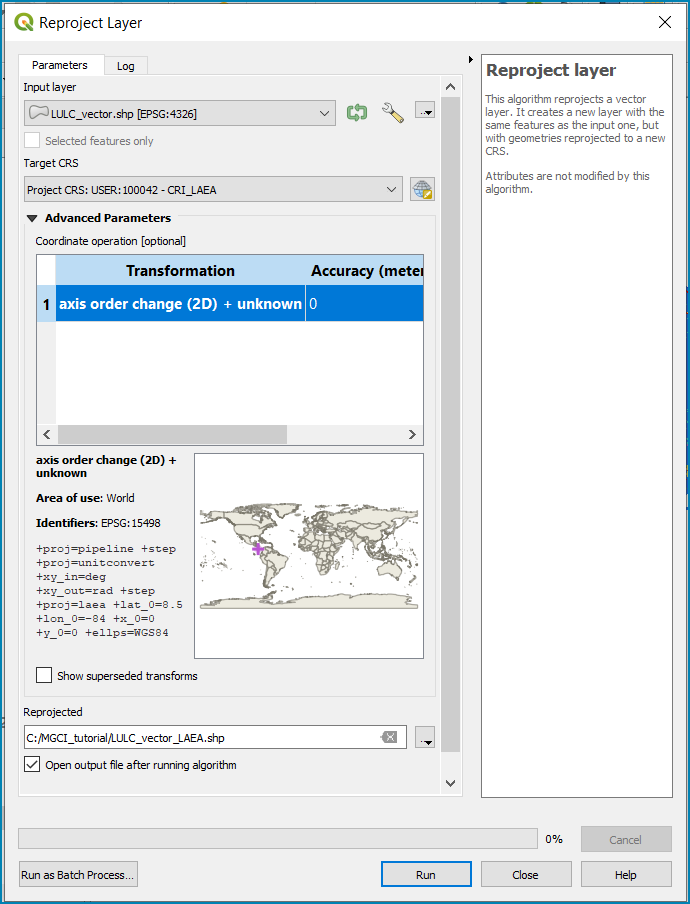 Reproject Layer
Parameters
Log
Input layer
LULC_vector.shp [EPSG:4326]
Selected features only
Target CRS
Project CRS: USER:100042 - CRI_LAEA
Advanced Parameters
Coordinate operation [optional]
Transformation
Accuracy (meter
1
axis order change (2D) + unknown
0
axis order change (2D) +
unknown
Area of use: World
Identifiers: EPSG:15498
+proj=pipeline +step
+proj=unitconvert
+xy_in=deg
+xy_out=rad +step
+proj=laea +lat_0=8.5
+lon_0=-84 +x_0=0
+y_0=0 +ellps=WGS84
Show superseded transforms
Reprojected
C:/MGCI_tutorial/LULC_vector_LAEA.shp
Open output file after running algorithm
Reproject layer
This algorithm reprojects a vector
layer. It creates a new layer with the
same features as the input one, but
with geometries reprojected to a new
CRS.
Attributes are not modified by this
algorithm.
0%
Cancel
Run as Batch Process...
Run
Close
Help